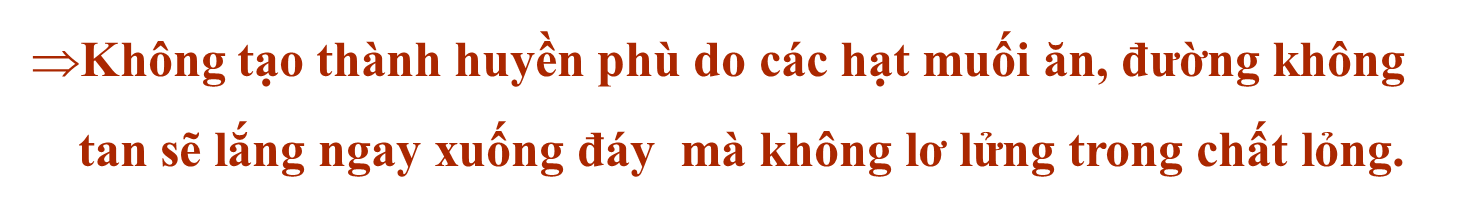 ⇒Không tạo thành huyền phù do các hạt muối ăn, đường không
tan sẽ lắng ngay xuống đáy mà không lơ lửng trong chất lỏng.